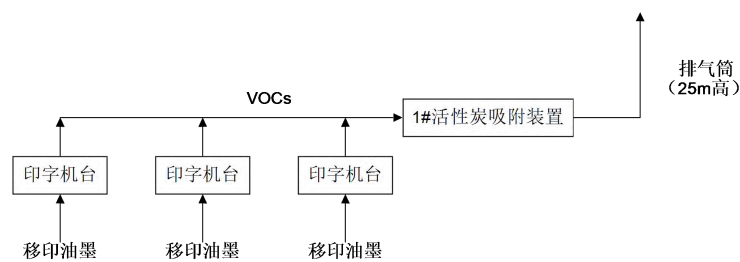 排气筒
（25m高）
VOCs
1#活性炭吸附装置
印字机台 印字机台 印字机台
移印油墨 移印油墨 移印油墨